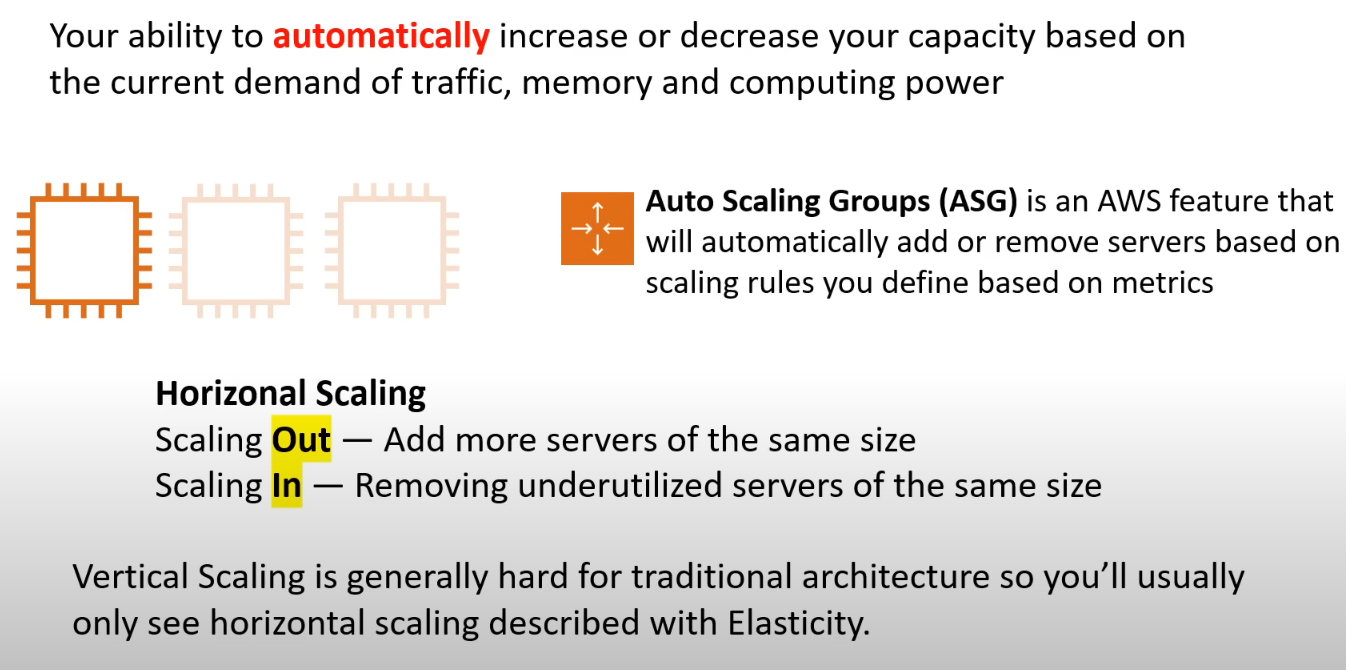 Your ability to automatically increase or decrease your capacity based on
the current demand of traffic, memory and computing power
Auto Scaling Groups (ASG) is an AWS feature that
will automatically add or remove servers based on
scaling rules you define based on metrics
Horizonal Scaling
Scaling Out — Add more servers of the same size
Scaling In — Removing underutilized servers of the same size
Vertical Scaling is generally hard for traditional architecture so you’ll usually
only see horizontal scaling described with Elasticity.